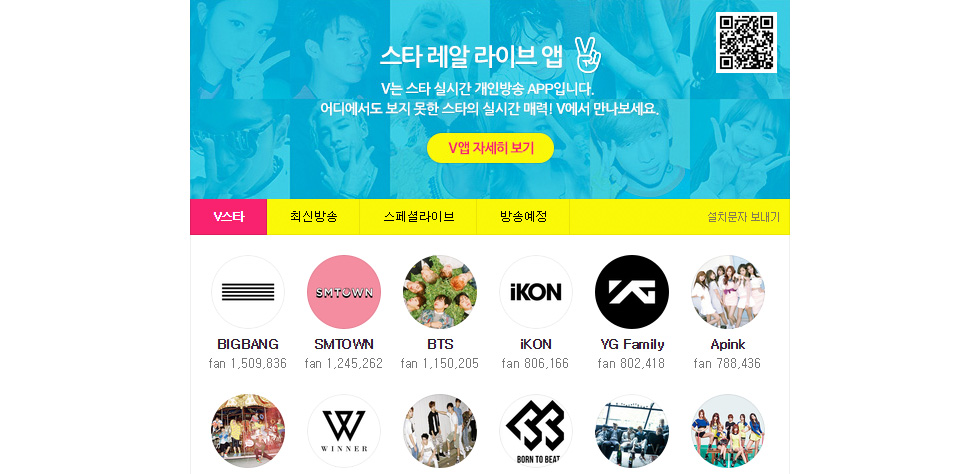 스타 레알 라이브 앱
V는 스타 실시간 개인방송 APP입니다.
어디에서도 보지 못한 스타의 실시간 매력! V에서 만나보세요.
V앱 자세히 보기
V스타 최신방송 스페셜라이브 방송예정 설치문자 보내기
SMTOWN iKON YG
BIGBANG SMTOWN BTS iKON YG Family Apink
fan 1,509,836 fan 1,245,262 fan 1,150,205 fan 806,166 fan 802,418 fan 788,436
W
WINNER BORN TO BEAT